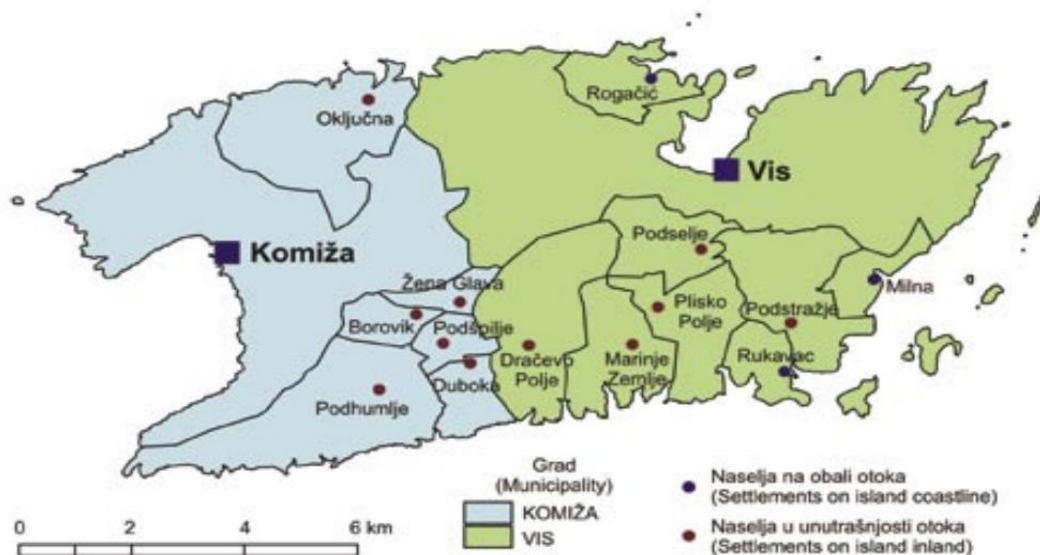 Rogačić
Oključna
Vis
Podselje
Komiža
Žena Glava
Milna
Plisko
Polje
Podstražje
Borovik
Podšpilje
Dračevo
Polje
Marinje
Zemlje
Rukavac
Duboka
Podhumlje
Grad
(Municipality)
KOMIŽA
VIS
Naselja na obali otoka
(Settlements on island coastline)
Naselja u unutrašnjosti otoka
(Settlements on island inland)
0 2 4 6 km